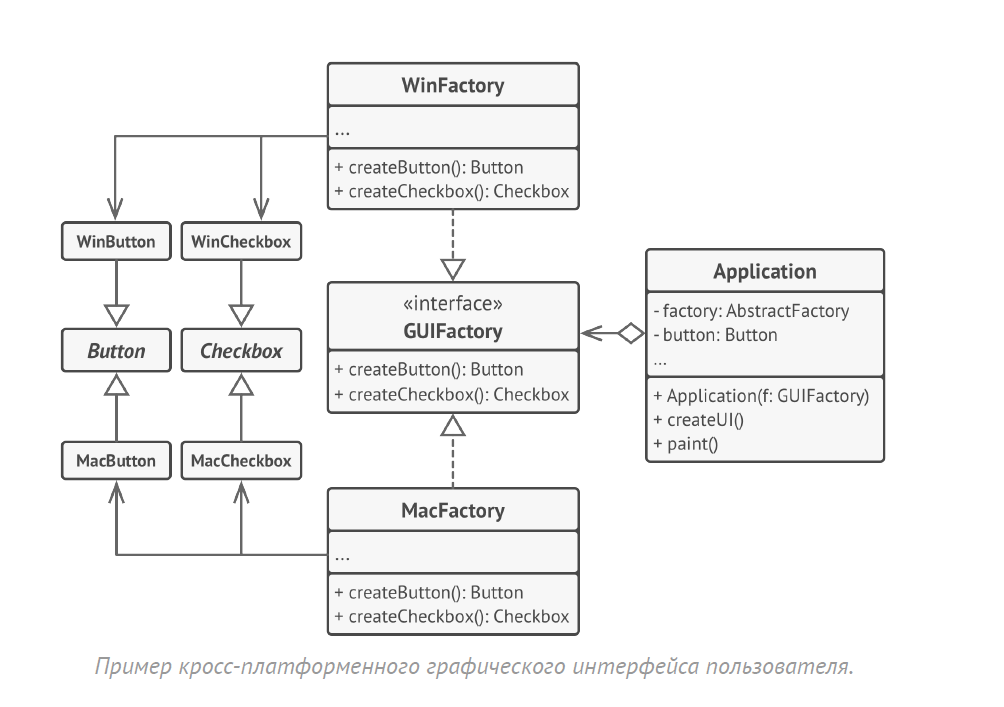 WinFactory
...
+ createButton(): Button
+ createCheckbox(): Checkbox
WinButton
WinCheckbox
Button
Checkbox
MacButton
MacCheckbox
«interface»
GUIFactory
+ createButton(): Button
+ createCheckbox(): Checkbox
Application
- factory: AbstractFactory
- button: Button
...
+ Application(f: GUIFactory)
+ createUI()
+ paint()
MacFactory
...
+ createButton(): Button
+ createCheckbox(): Checkbox
Пример кросс-платформенного графического интерфейса пользователя.